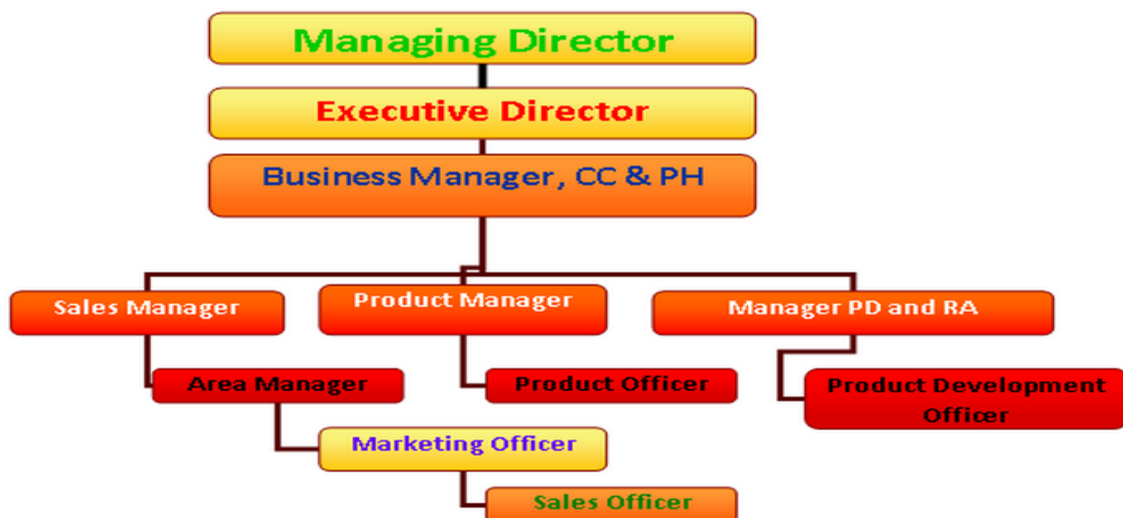 Managing Director
Executive Director
Business Manager, CC & PH
Sales Manager
Product Manager
Manager PD and RA
Area Manager
Product Officer
Product Development
Officer
Marketing Officer
Sales Officer